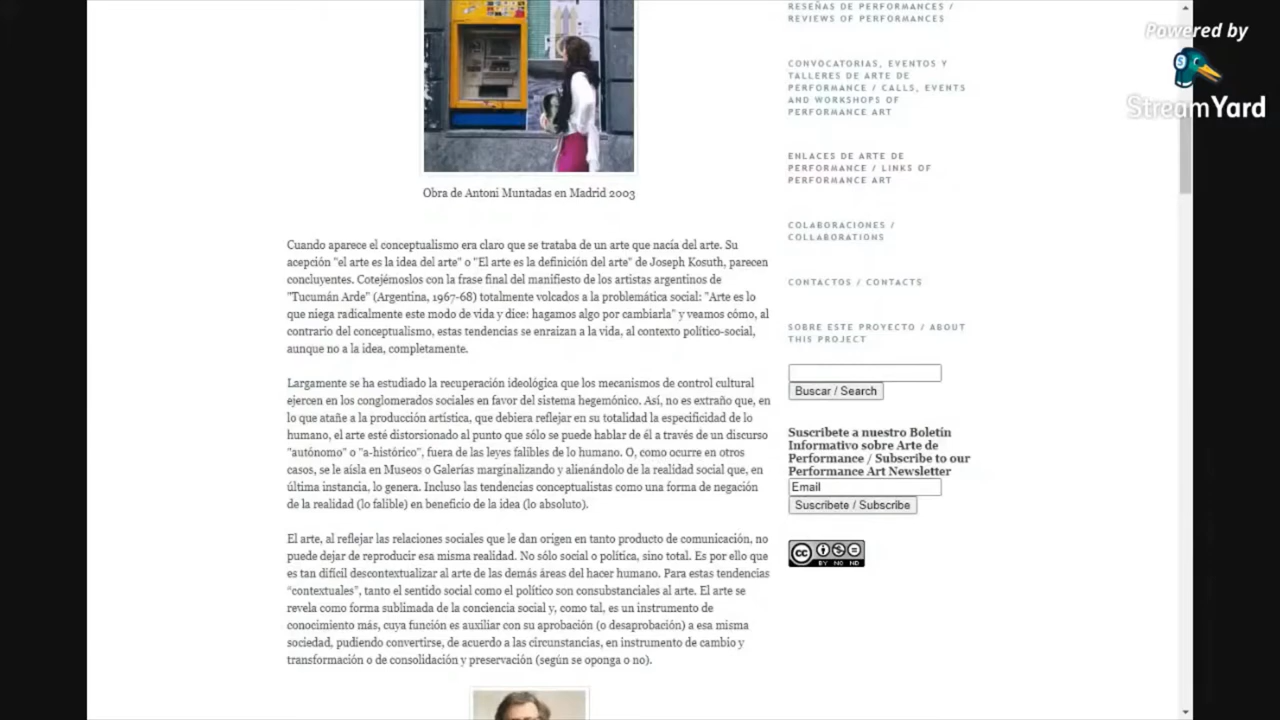 Obra de Antoni Muntadas en Madrid 2003
Cuando aparece el conceptualismo era claro que se trataba de un arte que nacía del arte. Su
acepción "el arte es la idea del arte" o "El arte es la definición del arte" de Joseph Kosuth, parecen
concluyentes. Cotejémoslos con la frase final del manifiesto de los artistas argentinos de
"Tucumán Arde" (Argentina, 1967-68) totalmente volcados a la problemática social: "Arte es lo
que niega radicalmente este modo de vida y dice: hagamos algo por cambiarla" y veamos cómo, al
contrario del conceptualismo, estas tendencias se enraizan a la vida, al contexto político-social,
aunque no a la idea, completamente.
Largamente se ha estudiado la recuperación ideológica que los mecanismos de control cultural
ejercen en los conglomerados sociales en favor del sistema hegemónico. Así, no es extraño que, en
lo que atañe a la producción artística, que debiera reflejar en su totalidad la especificidad de lo
humano, el arte esté distorsionado al punto que sólo se puede hablar de él a través de un discurso
"autónomo" o "a-histórico", fuera de las leyes falibles de lo humano. O, como ocurre en otros
casos, se le aísla en Museos o Galerías marginalizando y alienándolo de la realidad social que, en
última instancia, lo genera. Incluso las tendencias conceptualistas como una forma de negación
de la realidad (lo falible) en beneficio de la idea (lo absoluto).
El arte, al reflejar las relaciones sociales que le dan origen en tanto producto de comunicación, no
puede dejar de reproducir esa misma realidad. No sólo social o política, sino total. Es por ello que
es tan difícil descontextualizar al arte de las demás áreas del hacer humano. Para estas tendencias
“contextuales”, tanto el sentido social como el político son consubstanciales al arte. El arte se
revela como forma sublimada de la conciencia social y, como tal, es un instrumento de
conocimiento más, cuya función es auxiliar con su aprobación (o desaprobación) a esa misma
sociedad, pudiendo convertirse, de acuerdo a las circunstancias, en instrumento de cambio y
transformación o de consolidación y preservación (según se oponga o no).
RESEÑAS DE PERFORMANCES /
REVIEWS OF PERFORMANCES
CONVOCATORIAS, EVENTOS Y
TALLERES DE ARTE DE
PERFORMANCE / CALLS, EVENTS
AND WORKSHOPS OF
PERFORMANCE ART
ENLACES DE ARTE DE
PERFORMANCE / LINKS OF
PERFORMANCE ART
COLABORACIONES /
COLLABORATIONS
CONTACTOS / CONTACTS
SOBRE ESTE PROYECTO / ABOUT
THIS PROJECT
Buscar / Search
Suscribete a nuestro Boletín
Informativo sobre Arte de
Performance / Subscribe to our
Performance Art Newsletter
Email
Suscribete / Subscribe
cc
BY NC ND
Powered by
StreamYard